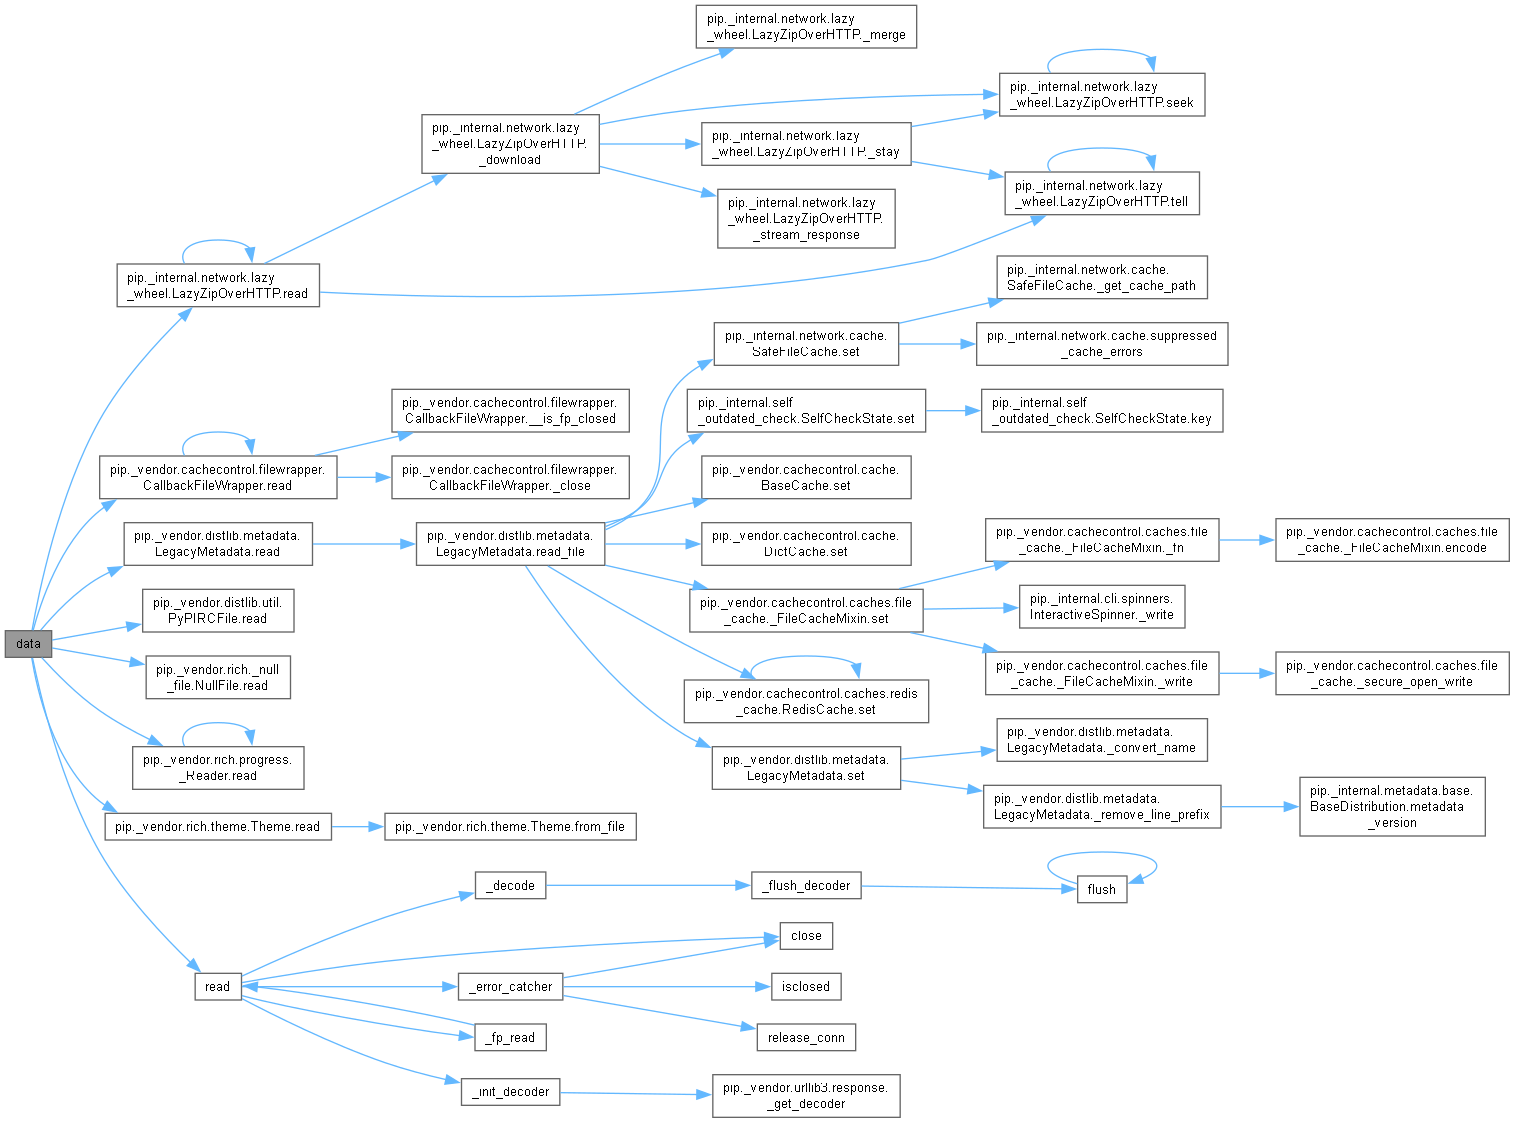 pip._internal.network.lazy
_wheel.LazyZipOverHTTP._merge
pip._internal.network.lazy
_wheel.LazyZipOverHTTP.seek
pip._internal.network.lazy
_wheel.LazyZipOverHTTP.
_download
pip._internal.network.lazy
_wheel.LazyZipOverHTTP._stay
pip._internal.network.lazy
_wheel.LazyZipOverHTTP.tell
pip._internal.network.lazy
_wheel.LazyZipOverHTTP.
_stream_response
pip._internal.network.lazy
_wheel.LazyZipOverHTTP.read
pip._internal.network.cache.
SafeFileCache._get_cache_path
pip._internal.network.cache.
SafeFileCache.set
pip._internal.network.cache.suppressed
_cache_errors
pip._vendor.cachecontrol.filewrapper.
CallbackFileWrapper.__is_fp_closed
pip._internal.self
_outdated_check.SelfCheckState.set
pip._internal.self
_outdated_check.SelfCheckState.key
pip._vendor.cachecontrol.filewrapper.
CallbackFileWrapper.read
pip._vendor.cachecontrol.filewrapper.
CallbackFileWrapper._close
pip._vendor.cachecontrol.cache.
BaseCache.set
pip._vendor.distlib.metadata.
LegacyMetadata.read
pip._vendor.distlib.metadata.
LegacyMetadata.read_file
pip._vendor.cachecontrol.cache.
DictCache.set
pip._vendor.cachecontrol.caches.file
_cache._FileCacheMixin._fn
pip._vendor.cachecontrol.caches.file
_cache._FileCacheMixin.encode
pip._vendor.distlib.util.
PyPIRCFile.read
pip._vendor.cachecontrol.caches.file
_cache._FileCacheMixin.set
pip._internal.cli.spinners.
InteractiveSpinner._write
data
pip._vendor.rich._null
_file.NullFile.read
pip._vendor.cachecontrol.caches.redis
_cache.RedisCache.set
pip._vendor.cachecontrol.caches.file
_cache._FileCacheMixin._write
pip._vendor.cachecontrol.caches.file
_cache._secure_open_write
pip._vendor.rich.progress.
_Reader.read
pip._vendor.distlib.metadata.
LegacyMetadata.set
pip._vendor.distlib.metadata.
LegacyMetadata._convert_name
pip._vendor.distlib.metadata.
LegacyMetadata._remove_line_prefix
pip._internal.metadata.base.
BaseDistribution.metadata
_version
pip._vendor.rich.theme.Theme.read
pip._vendor.rich.theme.Theme.from_file
_decode
_flush_decoder
flush
close
read
_error_catcher
isclosed
_fp_read
release_conn
_init_decoder
pip._vendor.urllib3.response.
_get_decoder